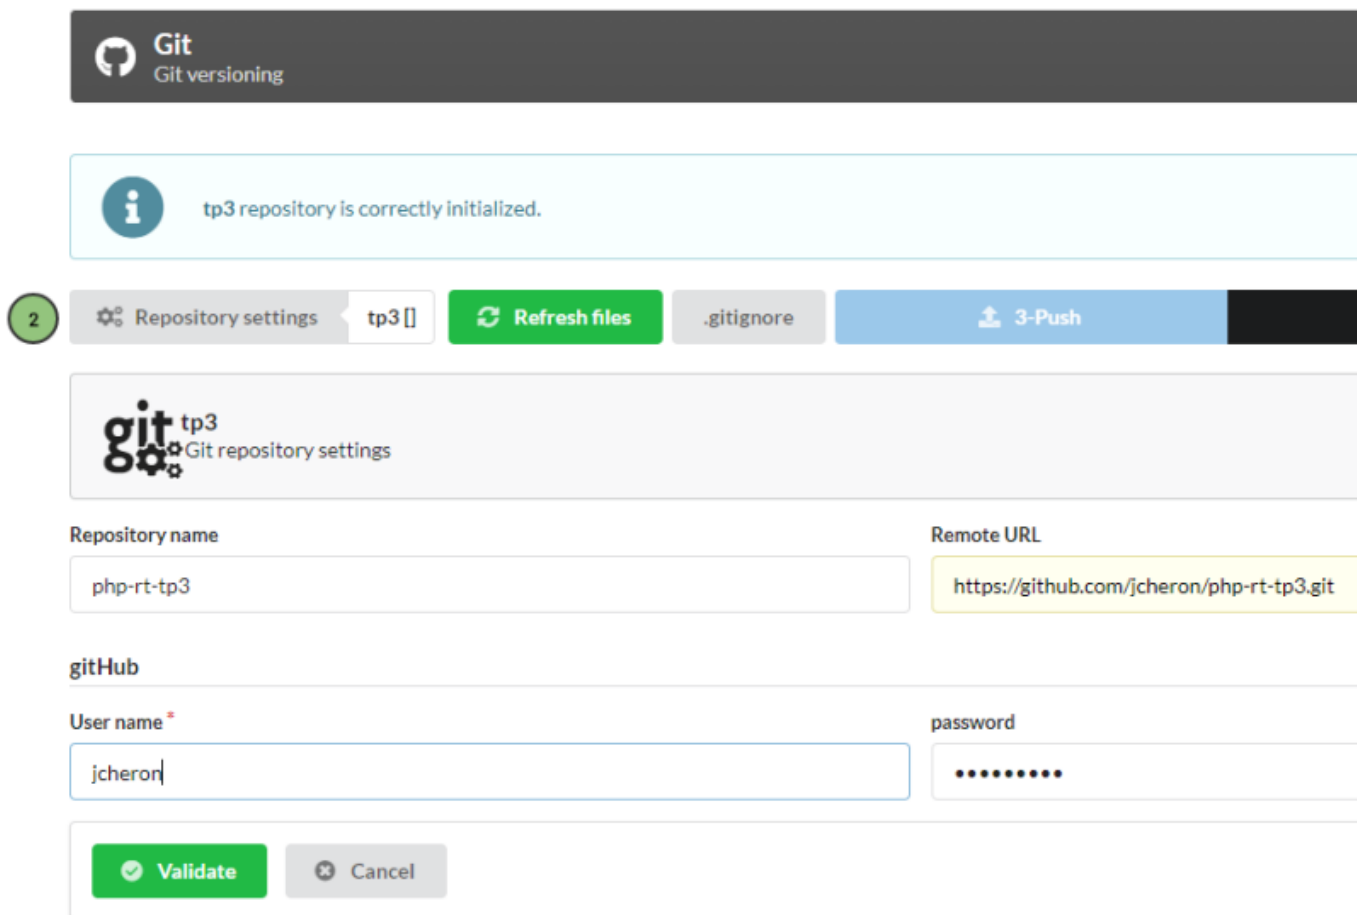 Git
Git versioning
tp3 repository is correctly initialized.
2
Repository settings tp3 [] Refresh files .gitignore 3-Push
git tp3
Git repository settings
Repository name Remote URL
php-rt-tp3 https://github.com/jcheron/php-rt-tp3.git
gitHub
User name * password
jcheron •••••••••
Validate Cancel